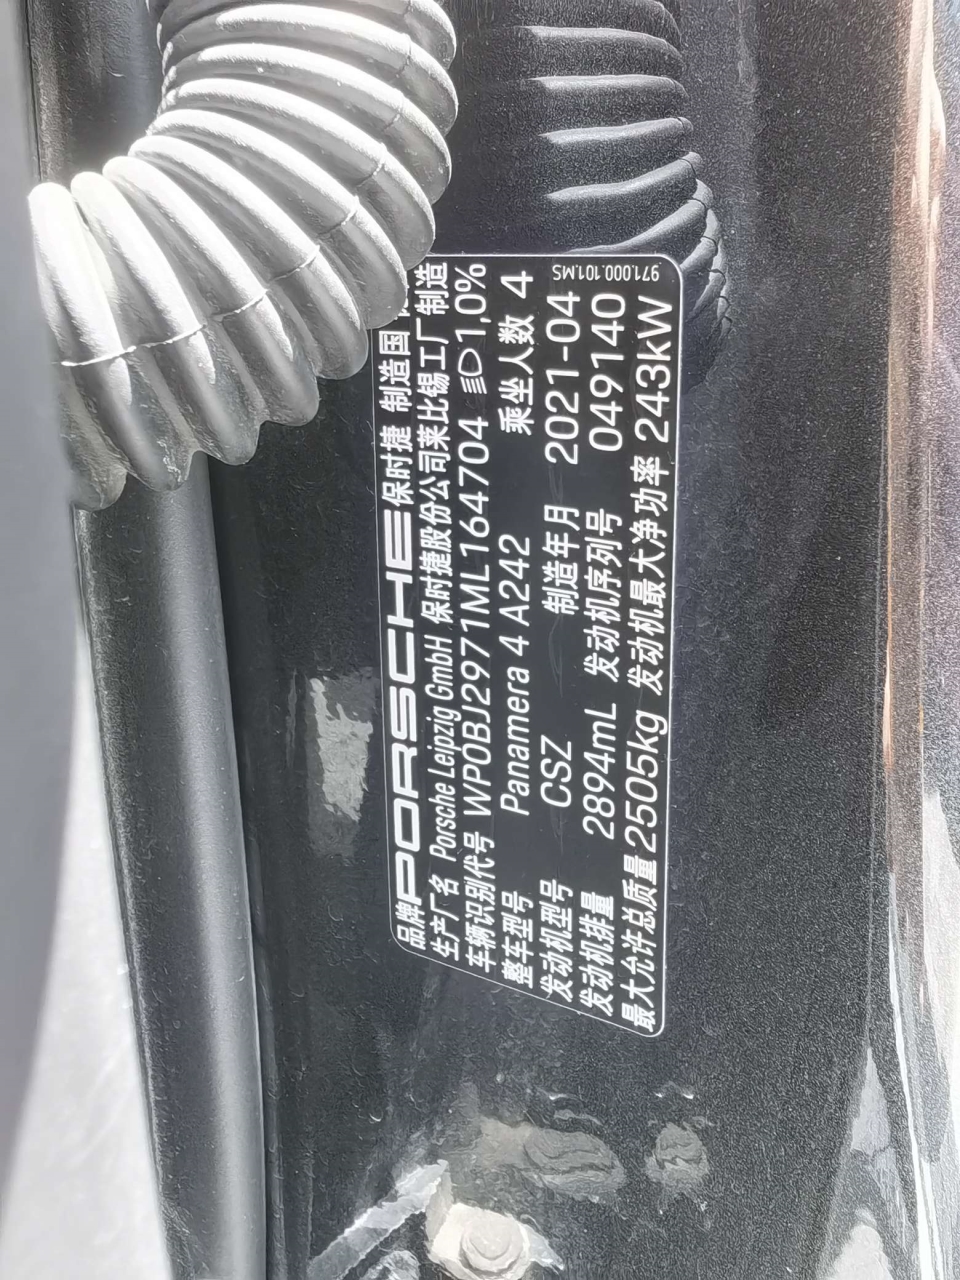 品牌 PORSCHE 保时捷 制造国
生产厂名 Porsche Leipzig GmbH 保时捷股份公司莱比锡工厂制造
车辆识别代号 WP0BJ2971ML164704 1,0%
整车型号 Panamera 4 A242 乘坐人数 4
发动机型号 CSZ 制造年月 2021-04
发动机排量 2894mL 发动机序列号 049140
最大允许总质量 2505kg 发动机最大净功率 243kW
971.000.101.MS